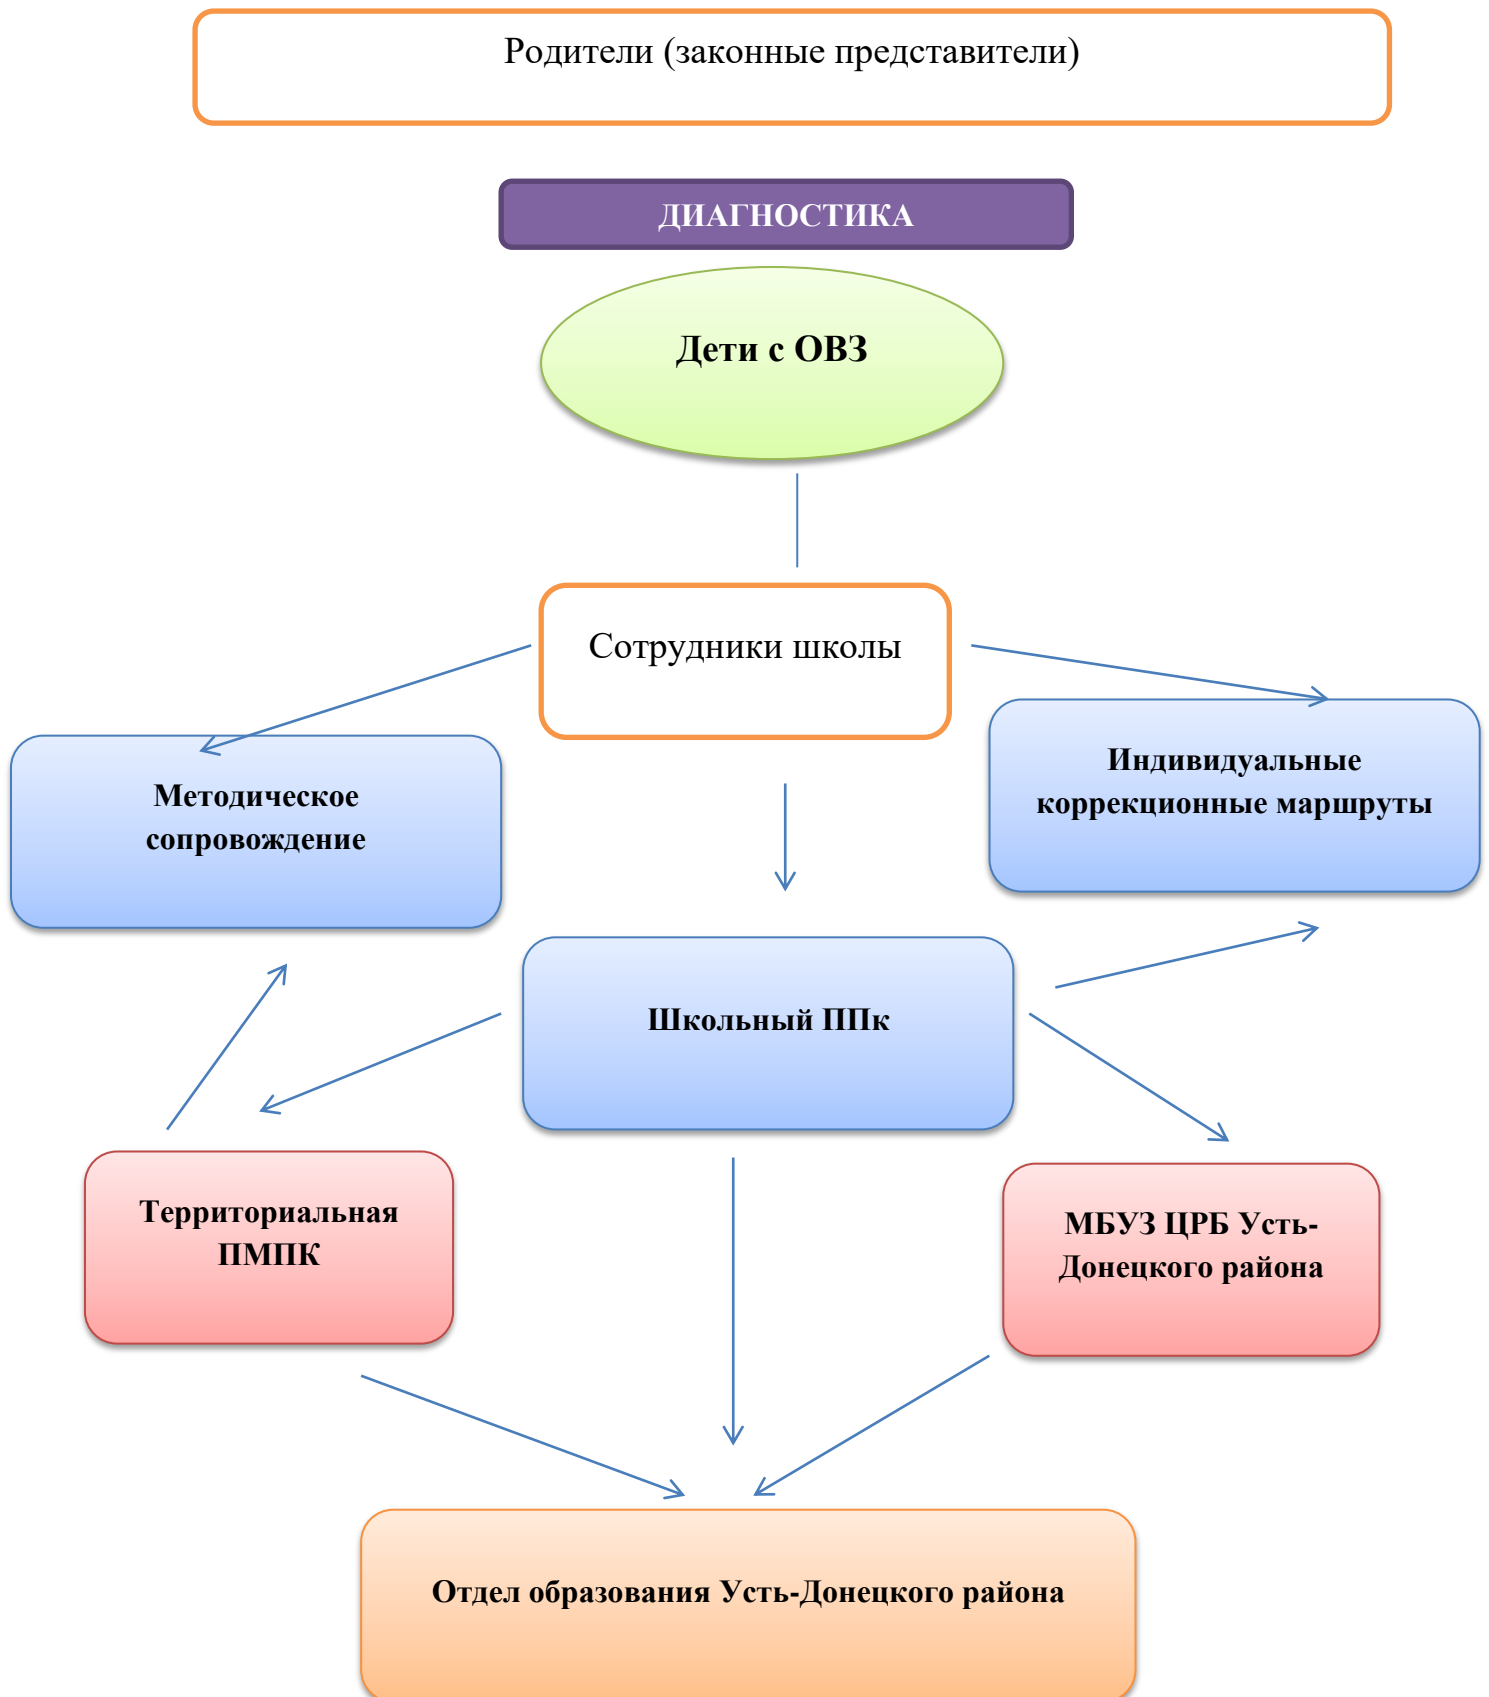 Родители (законные представители)
ДИАГНОСТИКА
Дети с ОВЗ
Сотрудники школы
Индивидуальные
коррекционные маршруты
Методическое
сопровождение
Школьный ППк
Территориальная
ПМПК
МБУЗ ЦРБ Усть-
Донецкого района
Отдел образования Усть-Донецкого района